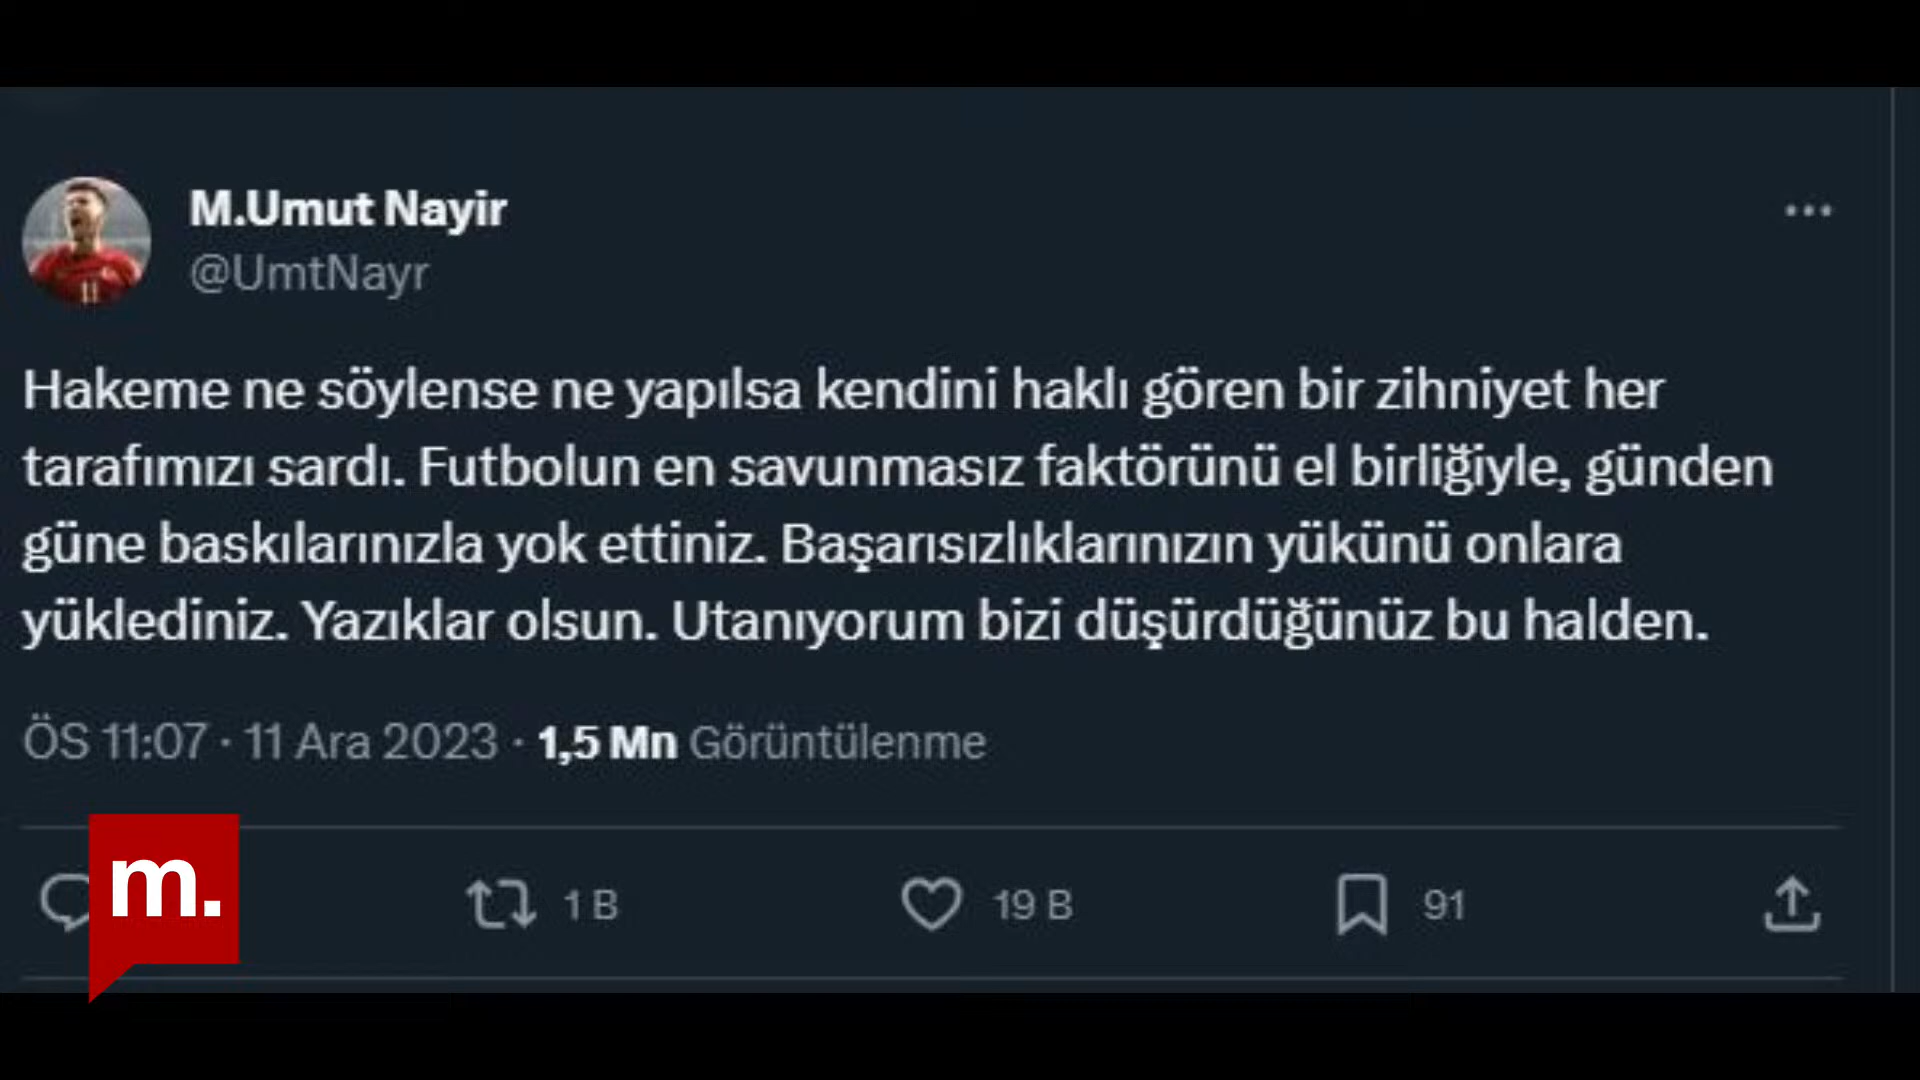 M.Umut Nayir
@UmtNayr
Hakeme ne söylense ne yapılsa kendini haklı gören bir zihniyet her
tarafımızı sardı. Futbolun en savunmasız faktörünü el birliğiyle, günden
güne baskılarınızla yok ettiniz. Başarısızlıklarınızın yükünü onlara
yüklediniz. Yazıklar olsun. Utanıyorum bizi düşürdüğünüz bu halden.
ÖS 11:07 · 11 Ara 2023 · 1,5 Mn Görüntülenme
m.
1 B
19 B
91
11